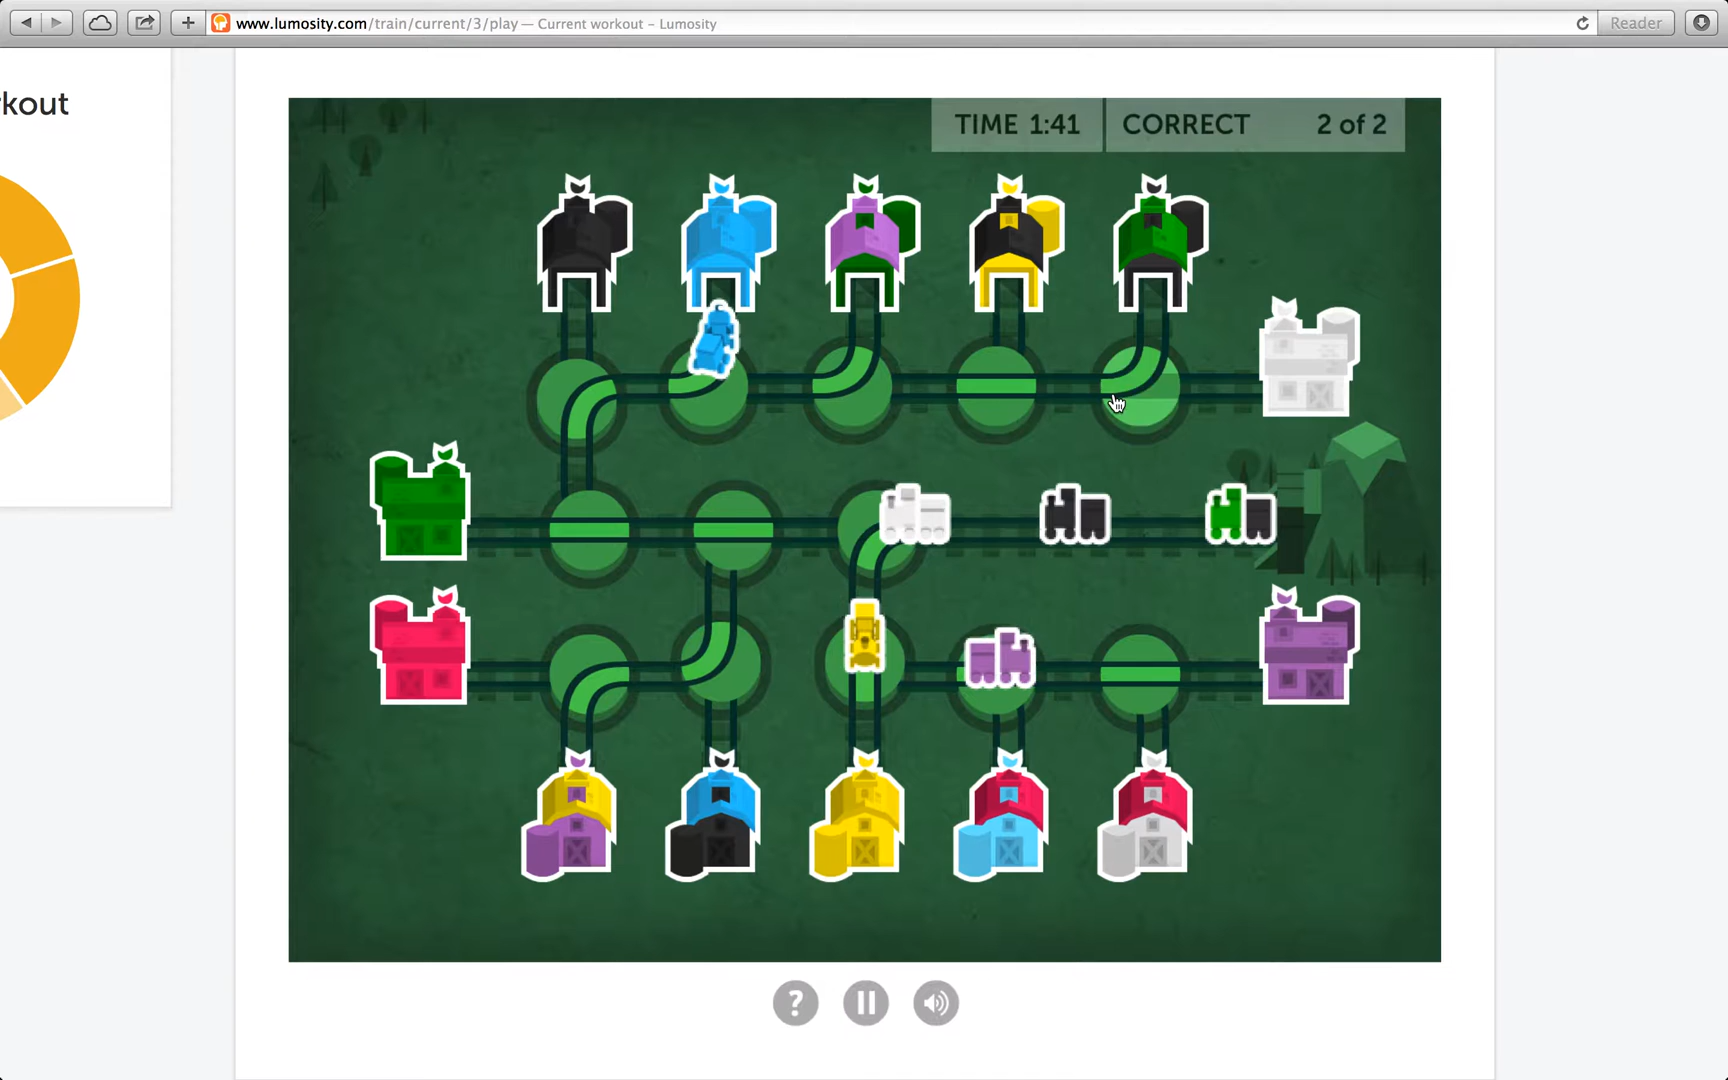 www.lumosity.com/train/current/3/play — Current workout – Lumosity
Reader
kout
TIME 1:41
CORRECT 2 of 2
?